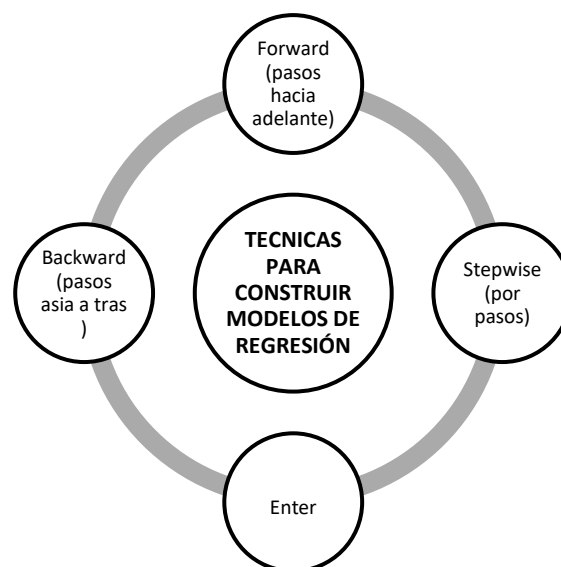 Forward
(pasos
hacia
adelante)
TECNICAS
PARA
CONSTRUIR
MODELOS DE
REGRESIÓN
Stepwise
(por
pasos)
Enter
Backward
(pasos
asia a tras
)